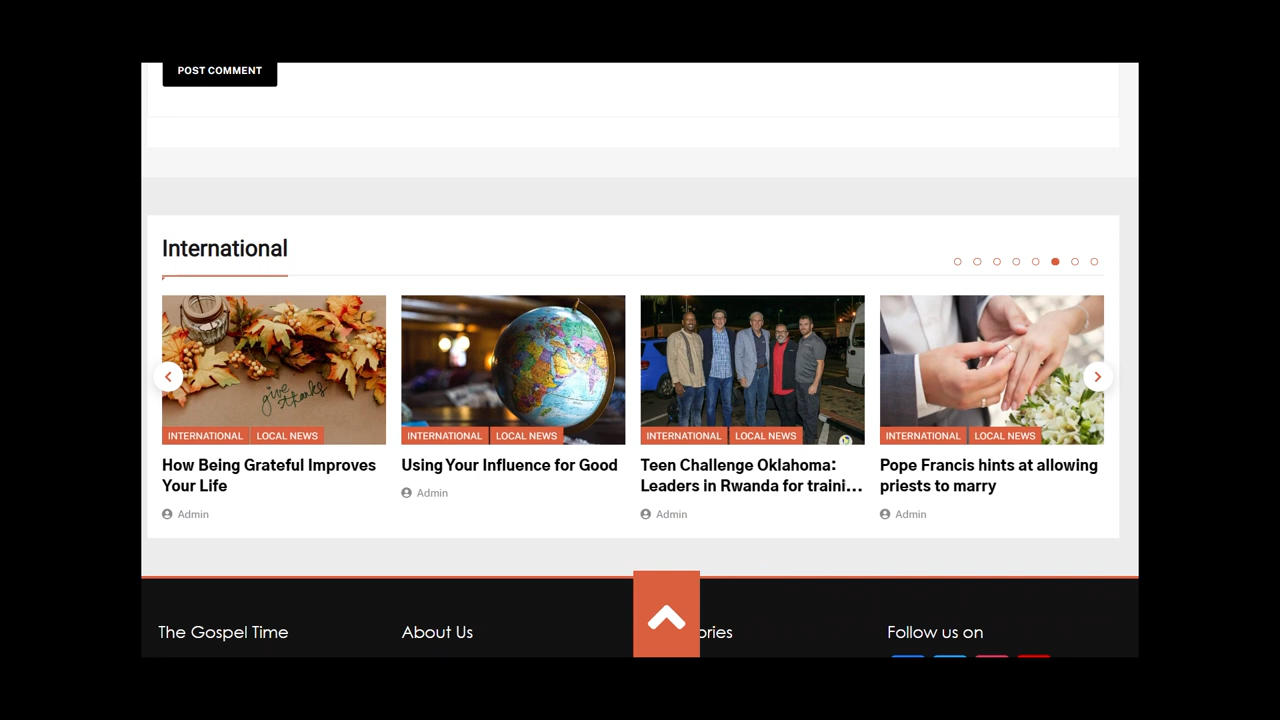 POST COMMENT
International
give
thanks
INTERNATIONAL LOCAL NEWS
How Being Grateful Improves
Your Life
Admin
INTERNATIONAL LOCAL NEWS
Using Your Influence for Good
Admin
INTERNATIONAL LOCAL NEWS
Teen Challenge Oklahoma:
Leaders in Rwanda for traini...
Admin
INTERNATIONAL LOCAL NEWS
Pope Francis hints at allowing
priests to marry
Admin
The Gospel Time
About Us
Follow us on